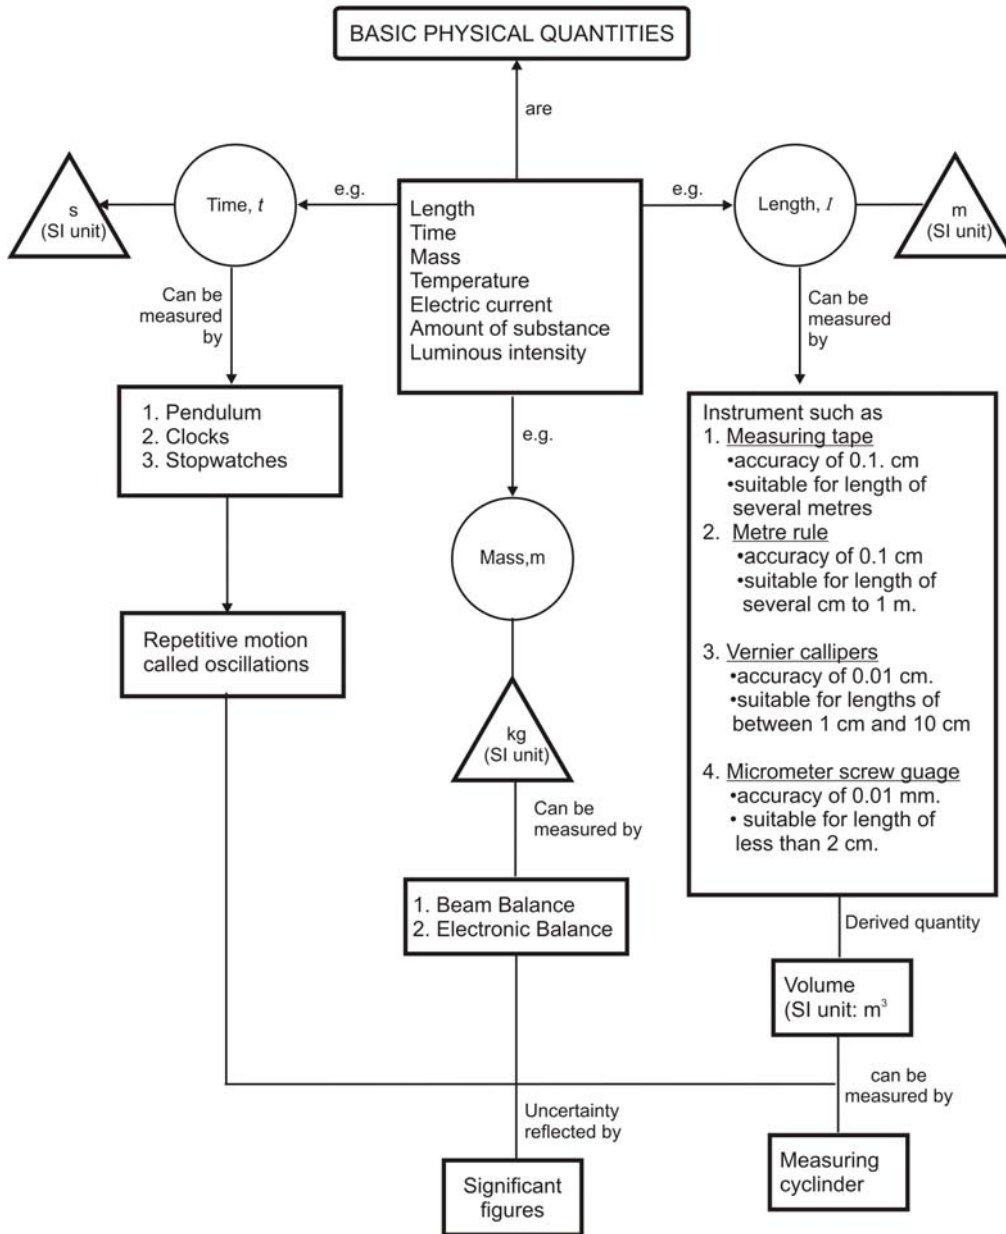 BASIC PHYSICAL QUANTITIES
are
s
(SI unit)
Time, t
e.g.
Length
Time
Mass
Temperature
Electric current
Amount of substance
Luminous intensity
e.g.
Length, l
m
(SI unit)
Can be
measured
by
1. Pendulum
2. Clocks
3. Stopwatches
Repetitive motion
called oscillations
e.g.
Mass,m
kg
(SI unit)
Can be
measured by
1. Beam Balance
2. Electronic Balance
Can be
measured
by
Instrument such as
1. Measuring tape
•accuracy of 0.1. cm
•suitable for length of
several metres
2. Metre rule
•accuracy of 0.1 cm
•suitable for length of
several cm to 1 m.
3. Vernier callipers
•accuracy of 0.01 cm.
•suitable for lengths of
between 1 cm and 10 cm
4. Micrometer screw guage
•accuracy of 0.01 mm.
• suitable for length of
less than 2 cm.
Derived quantity
Volume
(SI unit: m³
can be
measured by
Measuring
cyclinder
Uncertainty
reflected by
Significant
figures